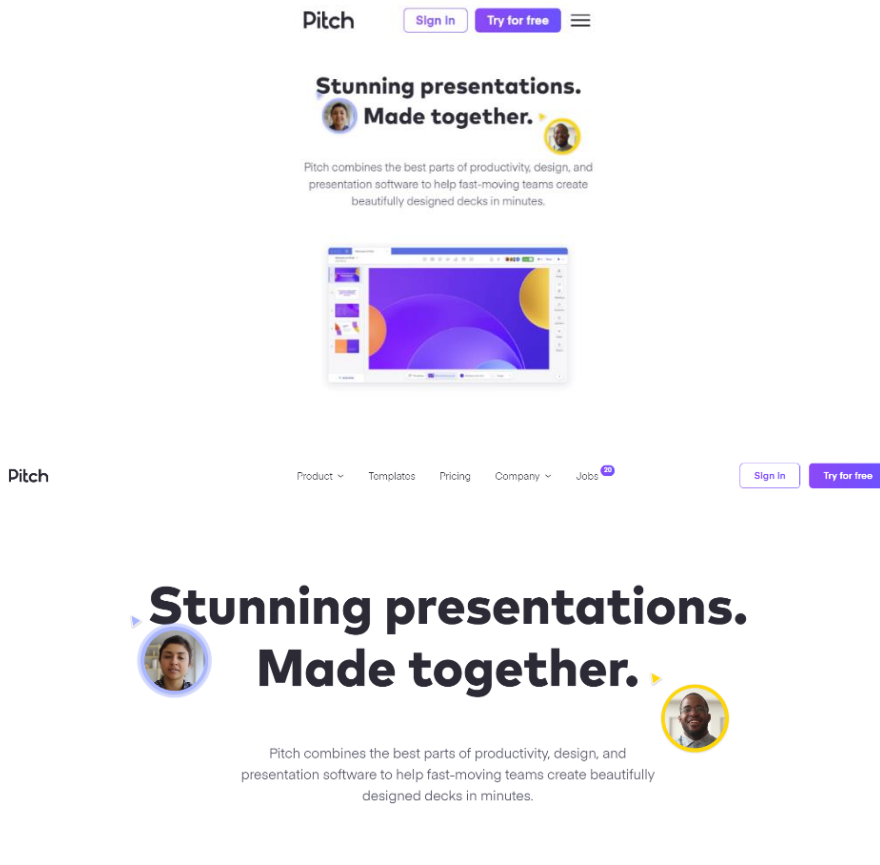 Pitch
Sign in
Try for free
Stunning presentations.
Made together.
Pitch combines the best parts of productivity, design, and
presentation software to help fast-moving teams create
beautifully designed decks in minutes.
Pitch
Product
Templates
Pricing
Company
Jobs
20
Sign in
Try for free
Stunning presentations.
Made together.
Pitch combines the best parts of productivity, design, and
presentation software to help fast-moving teams create beautifully
designed decks in minutes.